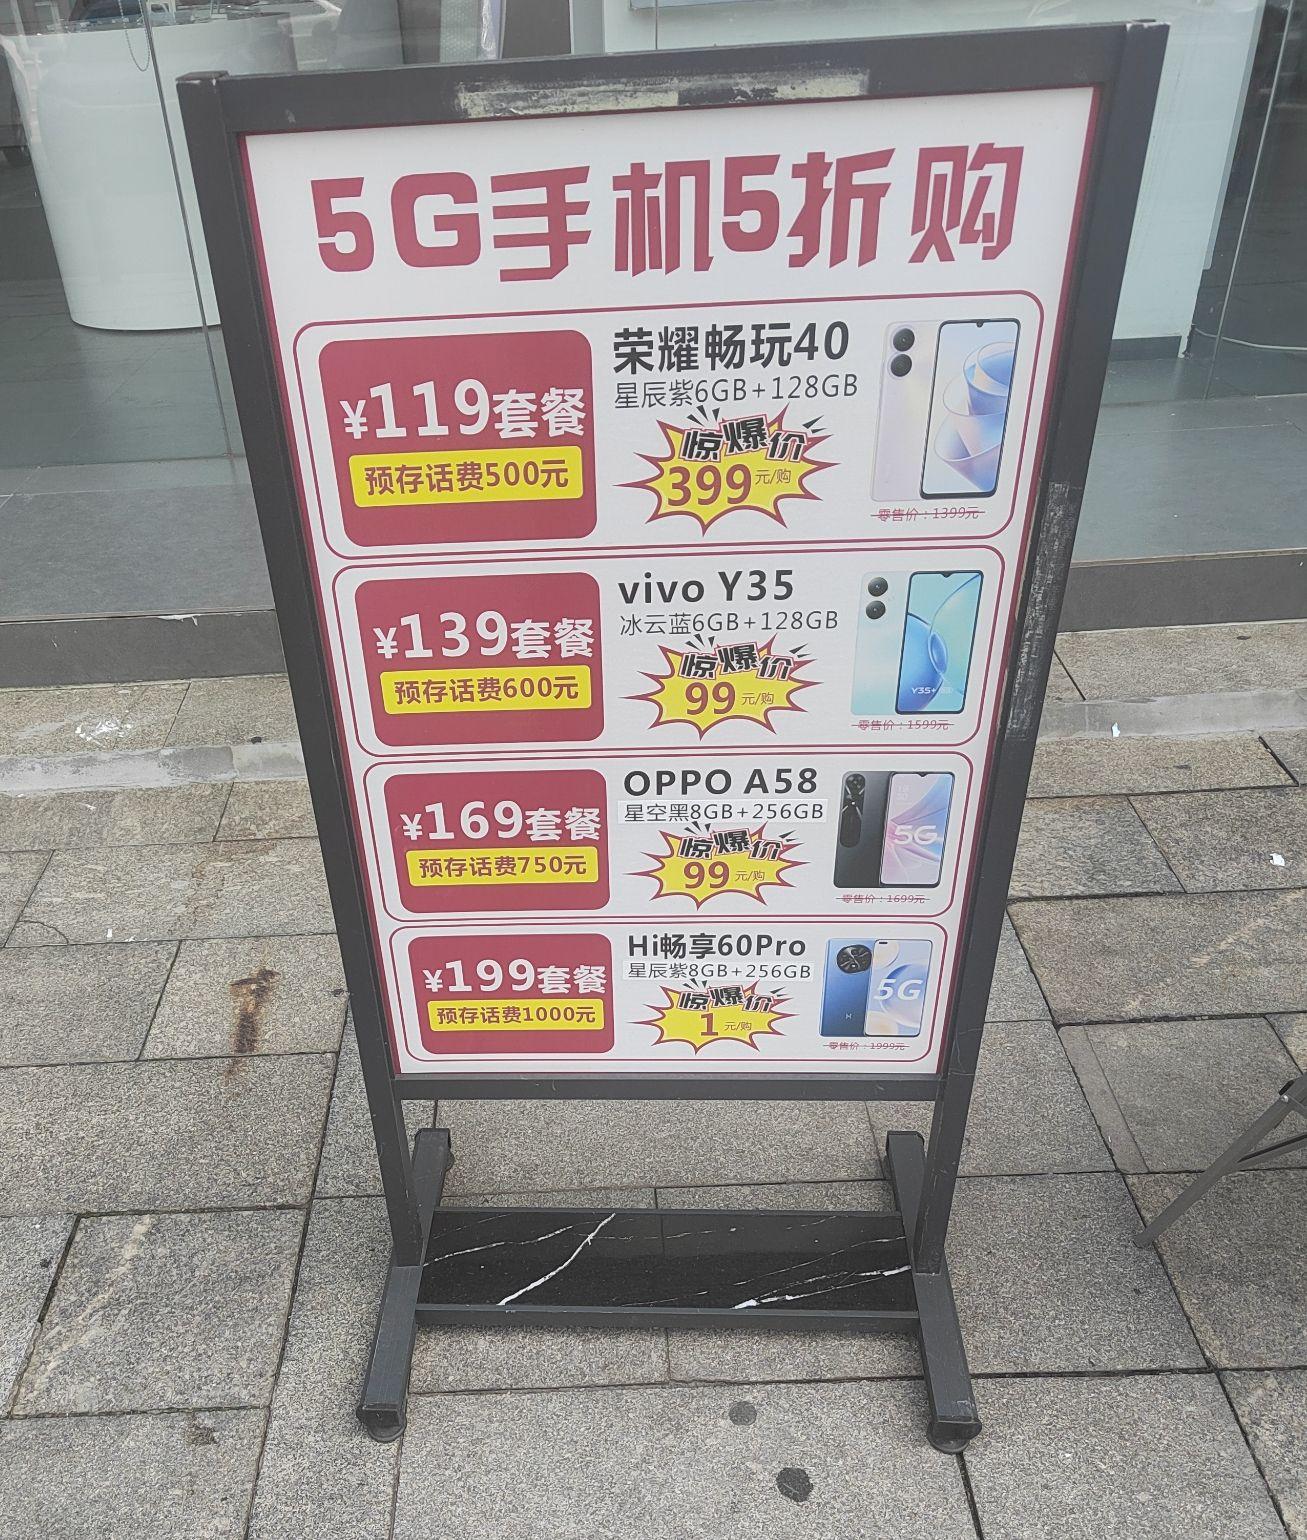 5G手机5折购
¥119套餐
预存话费500元
荣耀畅玩40
星辰紫6GB+128GB
惊爆价
399元/购
零售价：1399元
¥139套餐
预存话费600元
vivo Y35
冰云蓝6GB+128GB
惊爆价
99元/购
Y35+
零售价：1599元
¥169套餐
预存话费750元
OPPO A58
星空黑8GB+256GB
惊爆价
99元/购
5G
零售价：1699元
¥199套餐
预存话费1000元
Hi畅享60Pro
星辰紫8GB+256GB
惊爆价
1元/购
5G
零售价：1999元